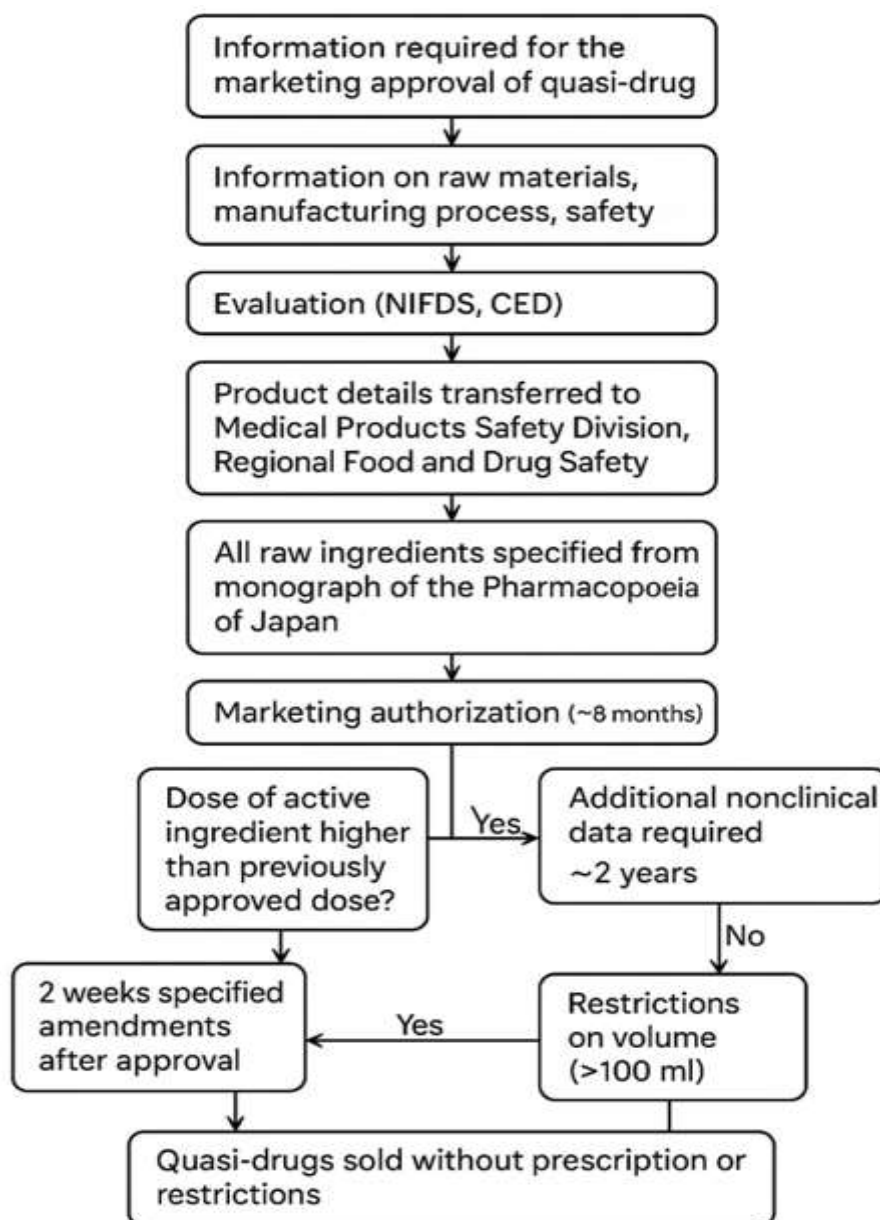 Information required for the
marketing approval of quasi-drug
Information on raw materials,
manufacturing process, safety
Evaluation (NIFDS, CED)
Product details transferred to
Medical Products Safety Division,
Regional Food and Drug Safety
All raw ingredients specified from
monograph of the Pharmacopoeia
of Japan
Marketing authorization (~8 months)
Dose of active
ingredient higher
than previously
approved dose?
Yes
Additional nonclinical
data required
~2 years
No
2 weeks specified
amendments
after approval
Yes
Restrictions
on volume
(>100 ml)
Quasi-drugs sold without prescription or
restrictions